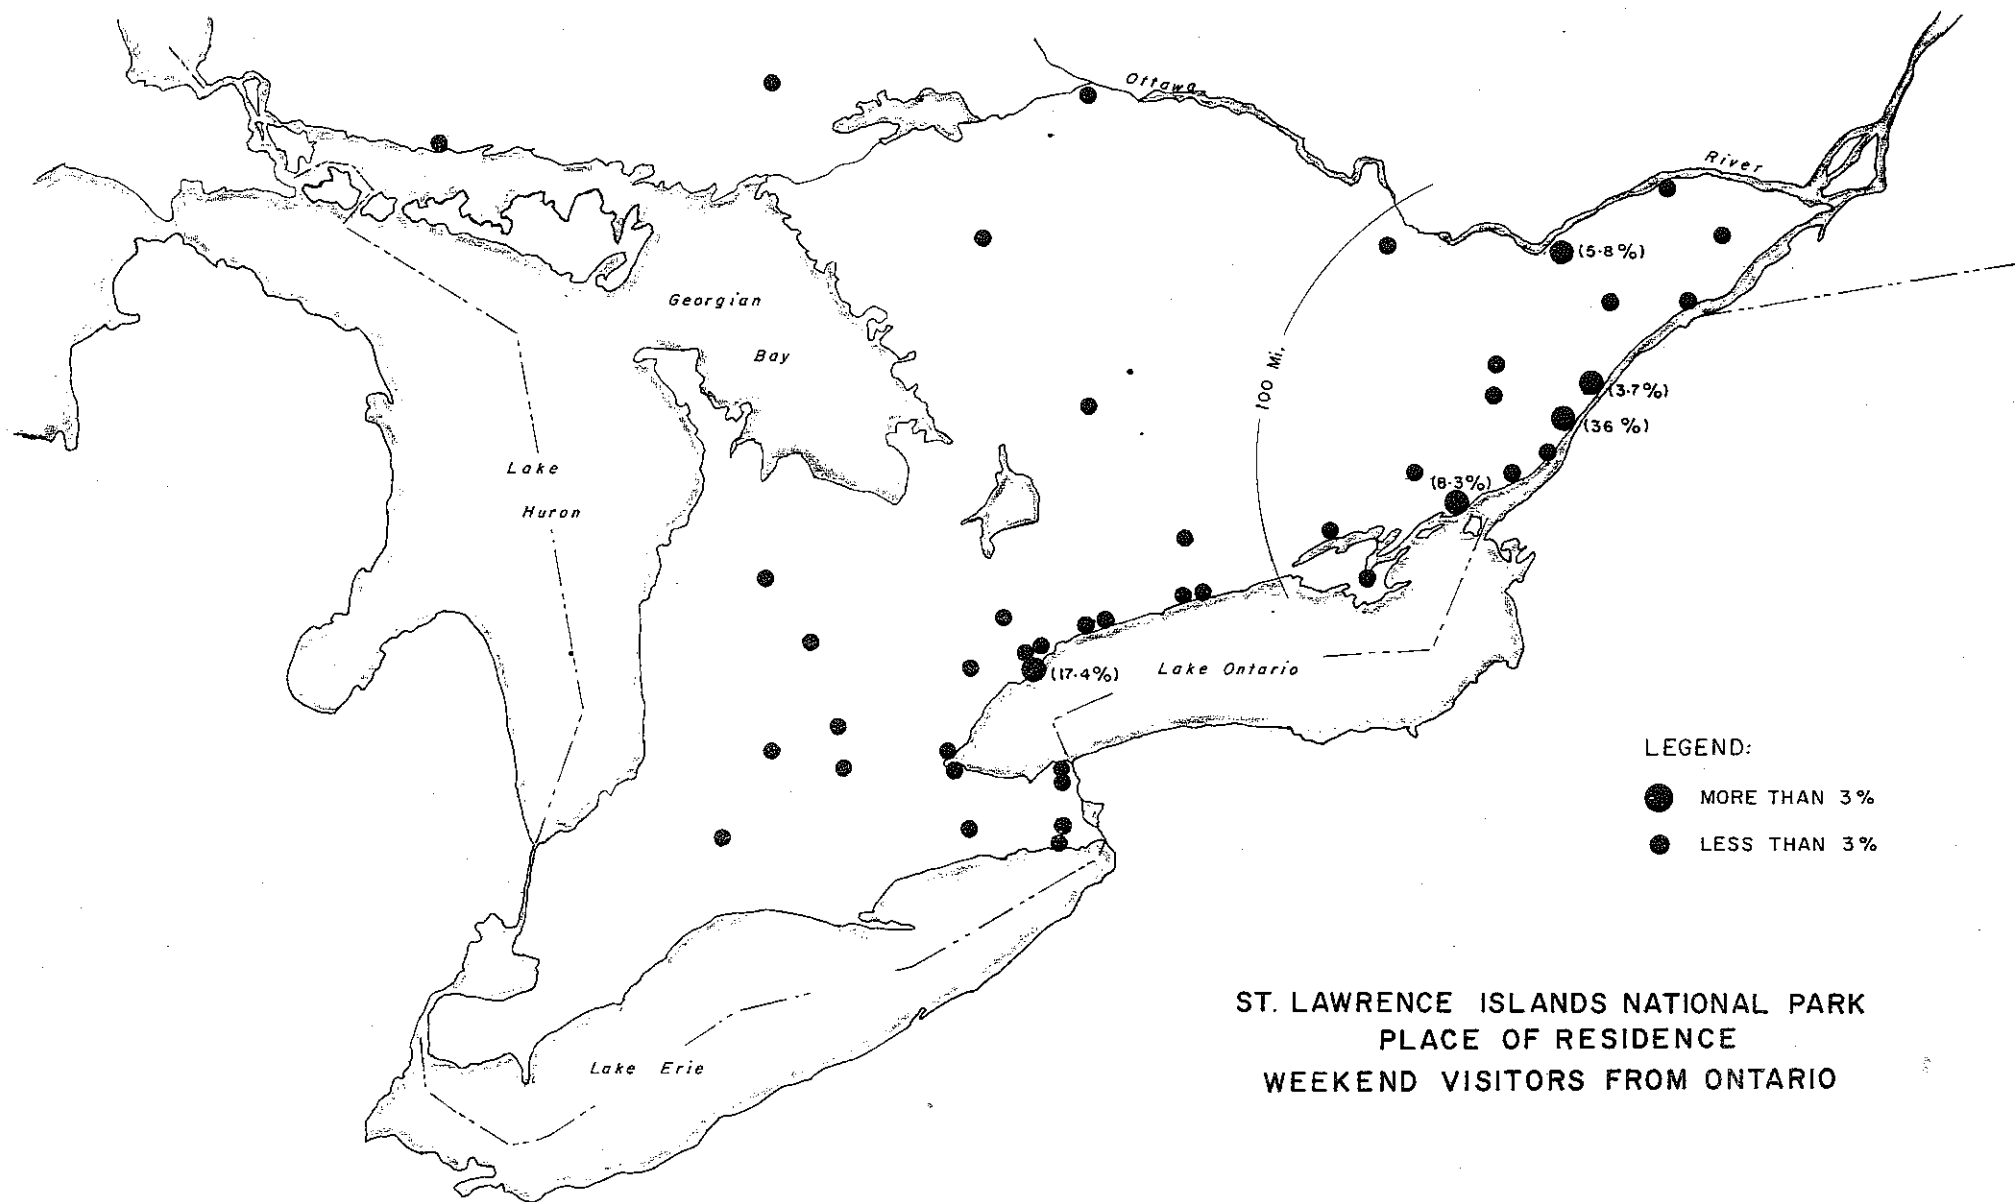 Ottawa
River
(5·8%)
Georgian
Bay
100 Mi.
(3·7%)
(36%)
Lake
Huron
(8·3%)
(17·4%)
Lake Ontario
LEGEND:
MORE THAN 3%
LESS THAN 3%
ST. LAWRENCE ISLANDS NATIONAL PARK
PLACE OF RESIDENCE
WEEKEND VISITORS FROM ONTARIO
Lake Erie